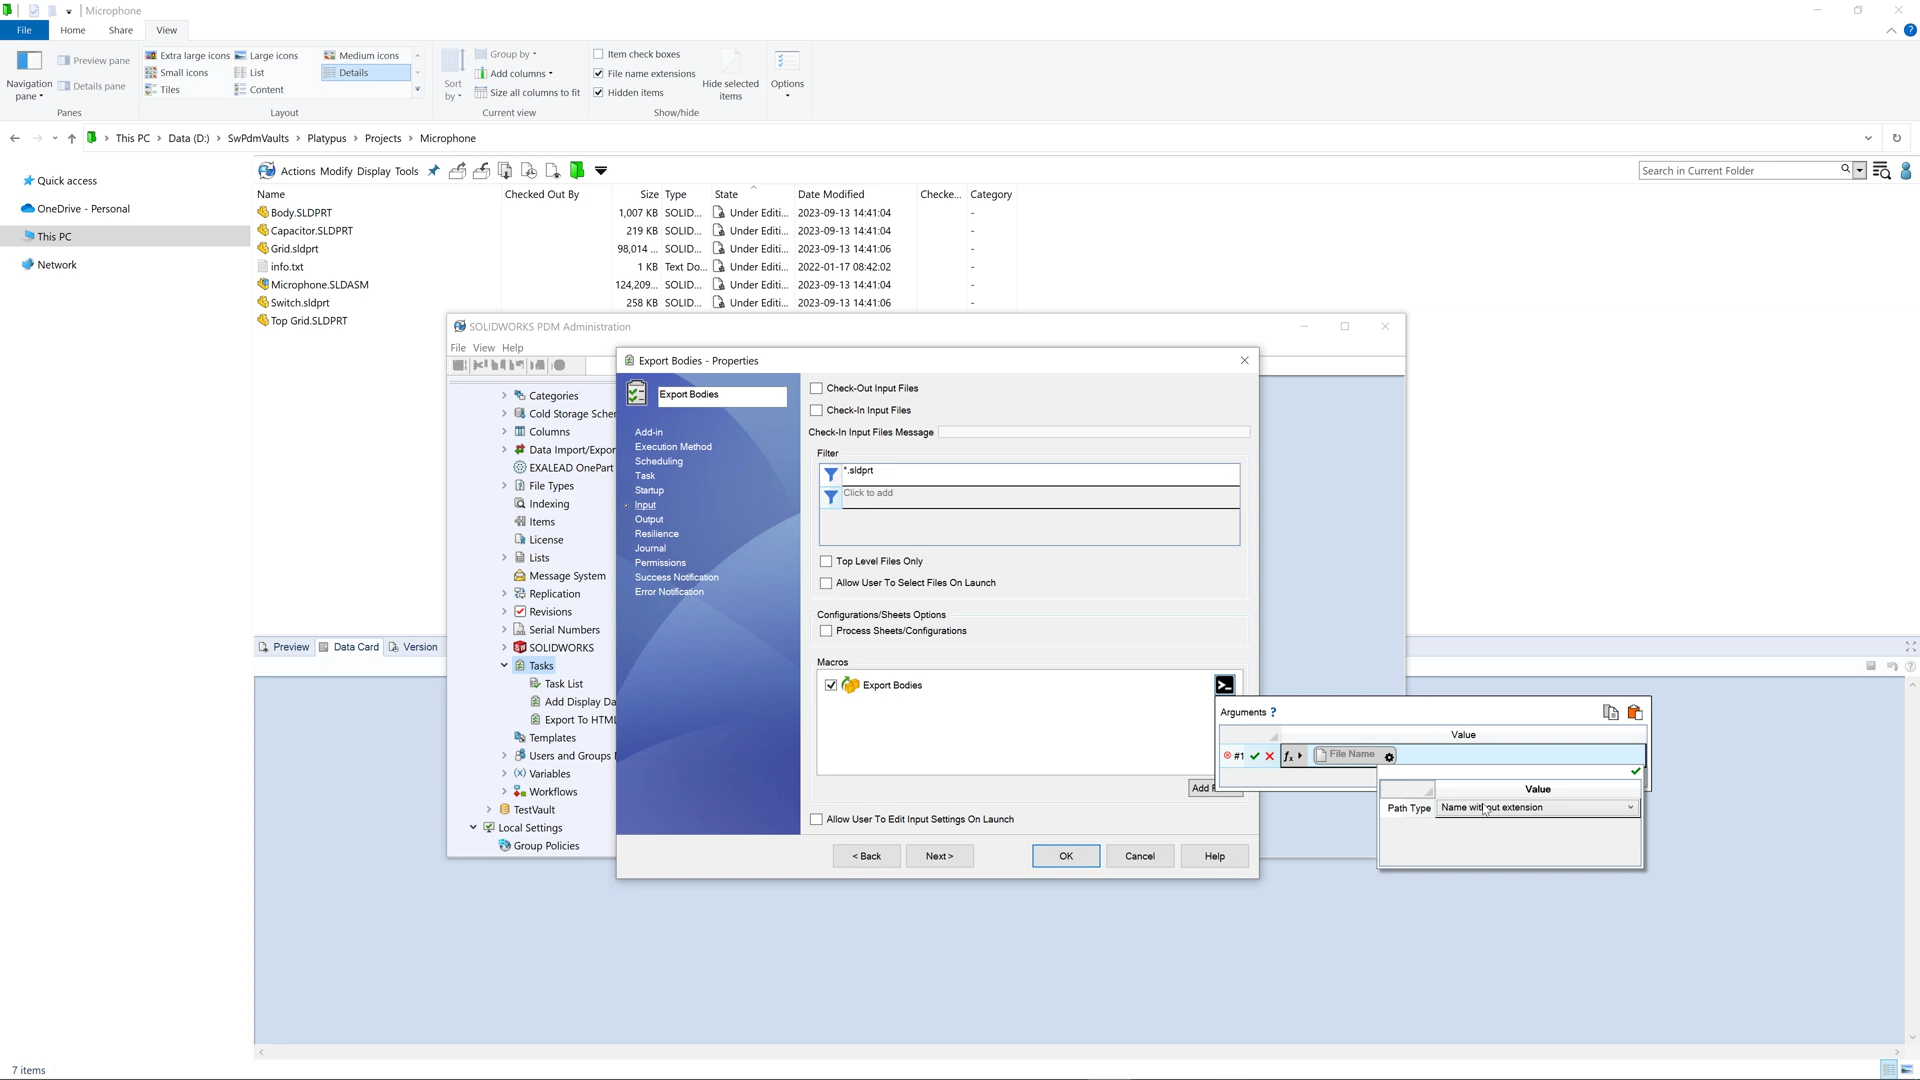 Microphone
File Home Share View
Navigation pane
Preview pane
Details pane
Panes
Extra large icons Large icons Medium icons
Small icons List Details
Tiles Content
Layout
Sort by
Group by
Add columns
Size all columns to fit
Current view
Item check boxes
File name extensions
Hidden items
Hide selected items
Show/hide
Options
This PC > Data (D:) > SwPdmVaults > Platypus > Projects > Microphone
Quick access
OneDrive - Personal
This PC
Network
Actions Modify Display Tools
Search in Current Folder
Name Checked Out By Size Type State Date Modified Checke... Category
Body.SLDPRT 1,007 KB SOLID... Under Editi... 2023-09-13 14:41:04 -
Capacitor.SLDPRT 219 KB SOLID... Under Editi... 2023-09-13 14:41:04 -
Grid.sldprt 98,014 ... SOLID... Under Editi... 2023-09-13 14:41:06 -
info.txt 1 KB Text Do... Under Editi... 2022-01-17 08:42:02 -
Microphone.SLDASM 124,209... SOLID... Under Editi... 2023-09-13 14:41:04 -
Switch.sldprt 258 KB SOLID... Under Editi... 2023-09-13 14:41:06 -
Top Grid.SLDPRT
Preview Data Card Version
SOLIDWORKS PDM Administration
File View Help
Categories
Cold Storage Scher
Columns
Data Import/Expor
EXALEAD OnePart
File Types
Indexing
Items
License
Lists
Message System
Replication
Revisions
Serial Numbers
SOLIDWORKS
Tasks
Task List
Add Display Da
Export To HTML
Templates
Users and Groups
Variables
Workflows
TestVault
Local Settings
Group Policies
Export Bodies - Properties
Export Bodies
Add-in
Execution Method
Scheduling
Task
Startup
Input
Output
Resilience
Journal
Permissions
Success Notification
Error Notification
Check-Out Input Files
Check-In Input Files
Check-In Input Files Message
Filter
*.sldprt
Click to add
Top Level Files Only
Allow User To Select Files On Launch
Configurations/Sheets Options
Process Sheets/Configurations
Macros
Export Bodies
Add
Allow User To Edit Input Settings On Launch
< Back Next > OK Cancel Help
Arguments ?
Value
#1 fx File Name
Value
Path Type Name without extension
7 items